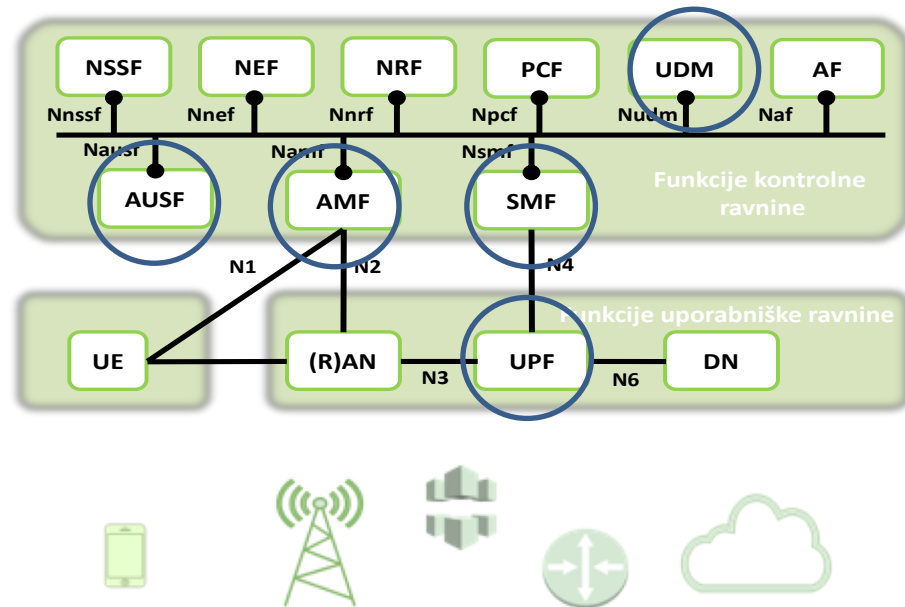 NSSF NEF NRF PCF UDM AF
Nnssf Nnef Nnrf Npcf Nudm Naf
Nausf Namf Nsmf
AUSF AMF SMF
Funkcije kontrolne
ravnine
N1 N2 N4
Funkcije uporabniške ravnine
UE (R)AN UPF DN
N3 N6